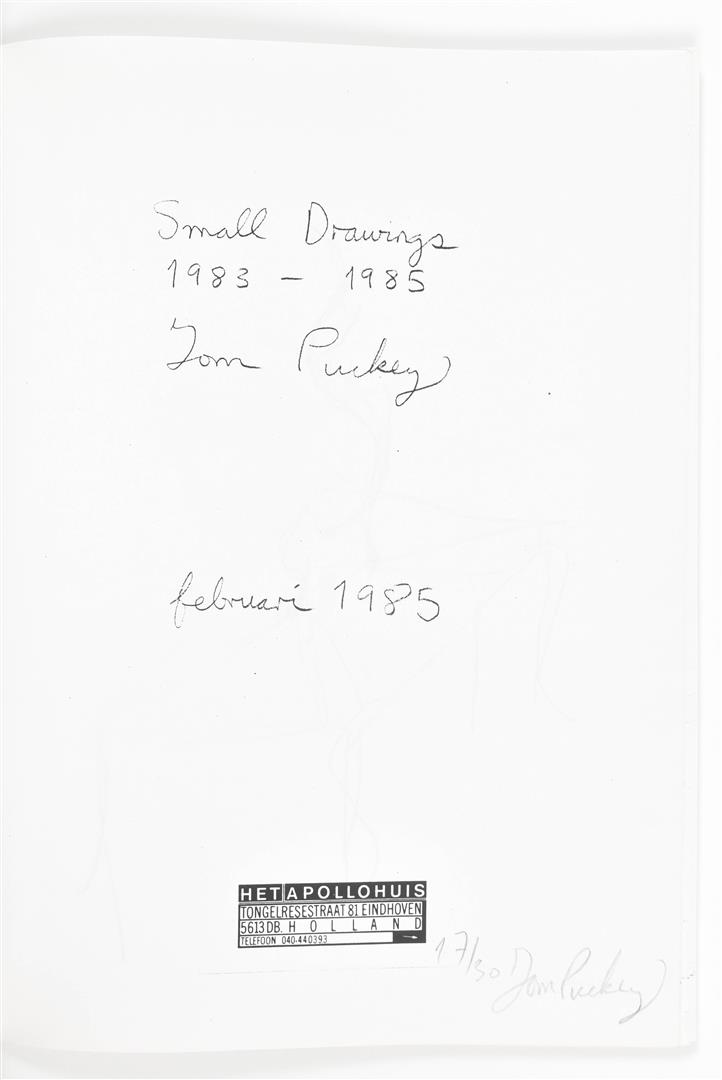 Small Drawings
1983 – 1985
Tom Puckey
februari 1985
HET APOLLOHUIS
TONGELRESESTRAAT 81 EINDHOVEN
5613 DB. HOLLAND
TELEFOON 040-440393
17/30 Tom Puckey